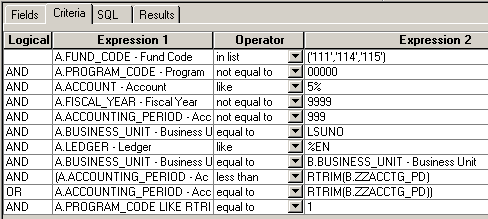 Fields Criteria SQL Results
Logical Expression 1 Operator Expression 2
A.FUND_CODE - Fund Code in list ('111','114','115')
AND A.PROGRAM_CODE - Program not equal to 00000
AND A.ACCOUNT - Account like 5%
AND A.FISCAL_YEAR - Fiscal Year not equal to 9999
AND A.ACCOUNTING_PERIOD - Acc not equal to 999
AND A.BUSINESS_UNIT - Business U equal to LSUNO
AND A.LEDGER - Ledger like %EN
AND A.BUSINESS_UNIT - Business U equal to B.BUSINESS_UNIT - Business Unit
AND (A.ACCOUNTING_PERIOD - Ac less than RTRIM(B.ZZACCTG_PD)
OR A.ACCOUNTING_PERIOD - Acc equal to RTRIM(B.ZZACCTG_PD))
AND A.PROGRAM_CODE LIKE RTRI equal to 1